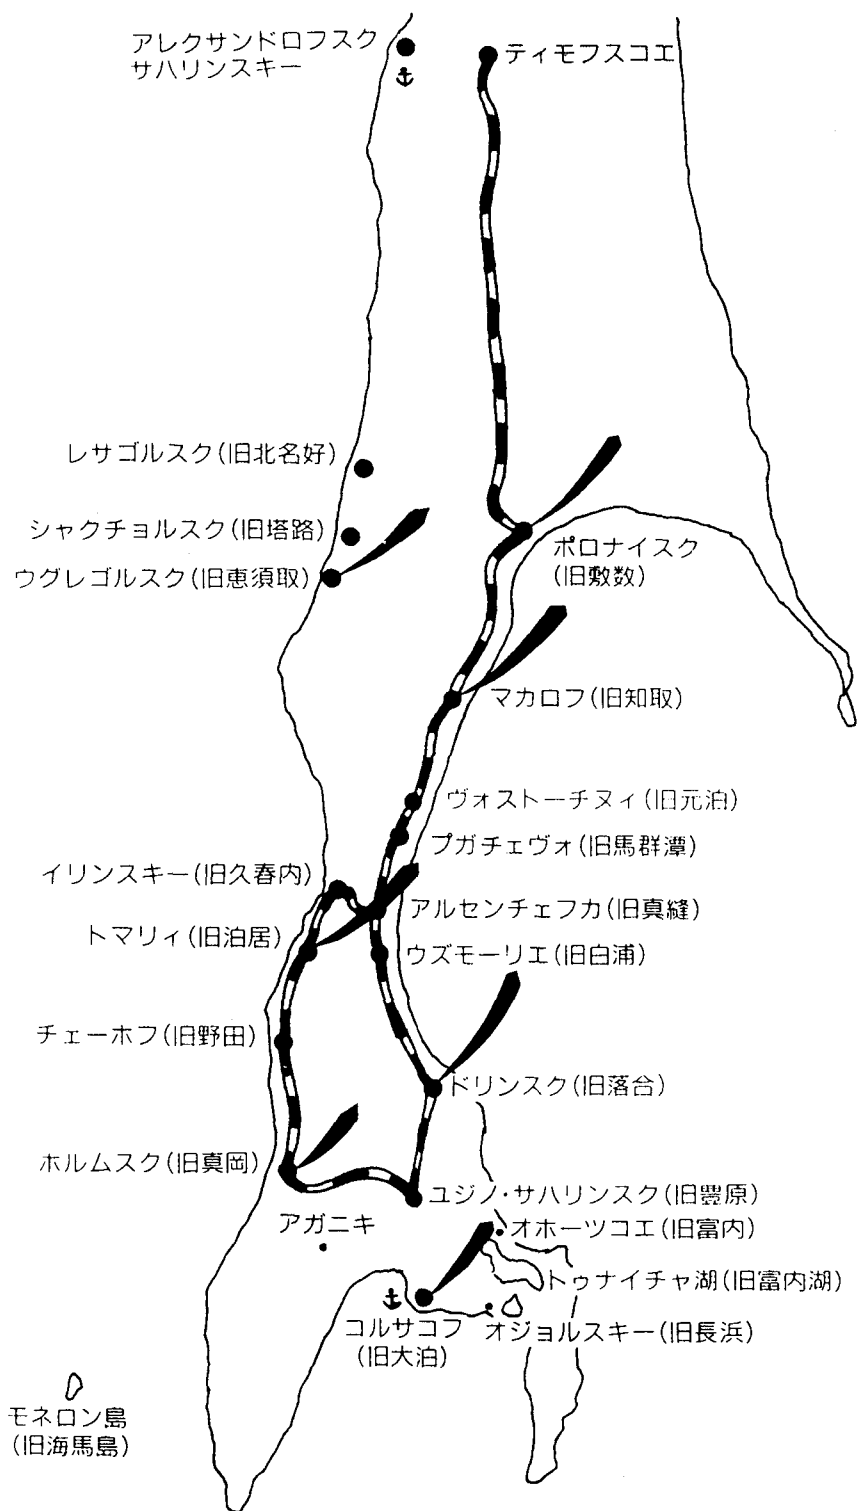 アレクサンドロフスク
サハリンスキー
ティモフスコエ
レサゴルスク(旧北名好)
シャクチョルスク(旧塔路)
ウグレゴルスク(旧恵須取)
ポロナイスク
(旧敷数)
マカロフ(旧知取)
ヴォストーチヌィ(旧元泊)
プガチェヴォ(旧馬群潭)
イリンスキー(旧久春内)
アルセンチェフカ(旧真縫)
トマリィ(旧泊居)
ウズモーリエ(旧白浦)
チェーホフ(旧野田)
ドリンスク(旧落合)
ホルムスク(旧真岡)
ユジノ・サハリンスク(旧豊原)
アガニキ
オホーツコエ(旧富内)
トゥナイチャ湖(旧富内湖)
コルサコフ
(旧大泊)
オジョルスキー(旧長浜)
モネロン島
(旧海馬島)